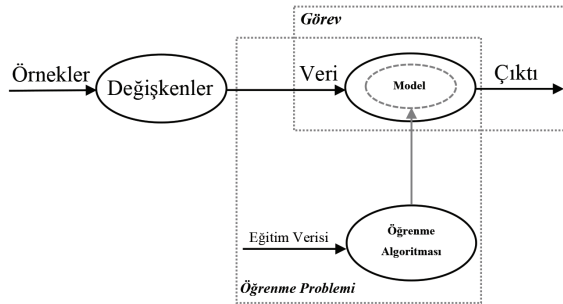 Görev
Örnekler
Değişkenler
Veri
Model
Çıktı
Eğitim Verisi
Öğrenme
Algoritması
Öğrenme Problemi